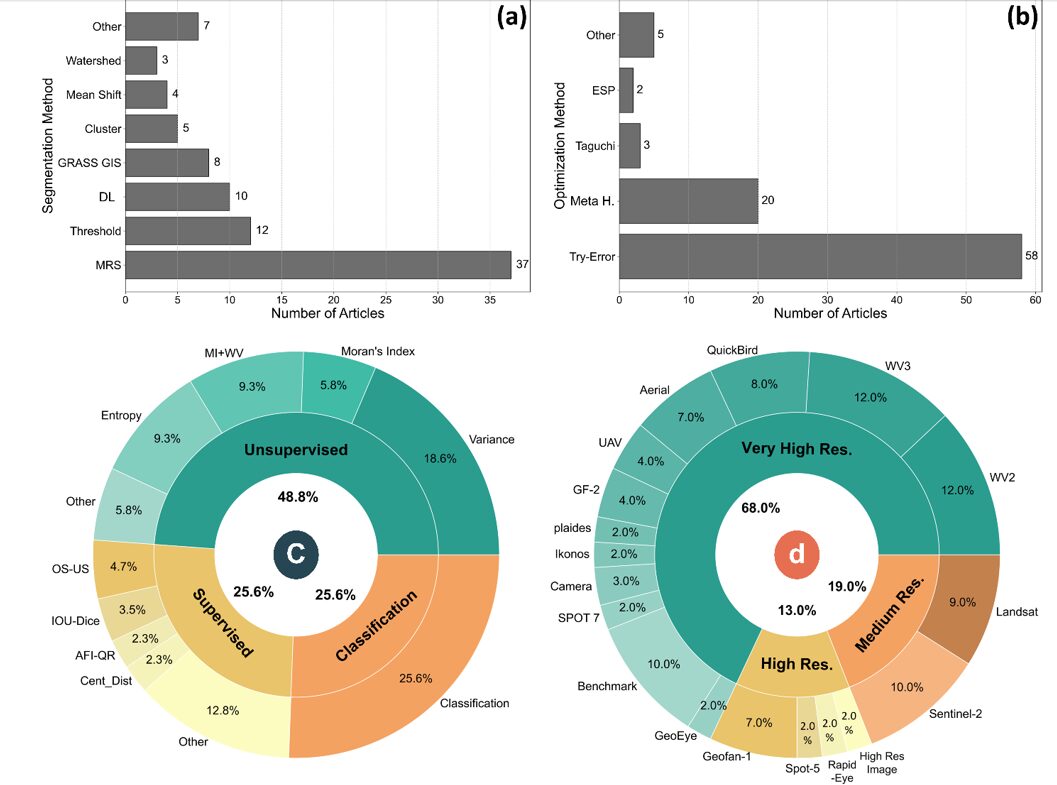 (a)
Segmentation Method
Other
7
Watershed
3
Mean Shift
4
Cluster
5
GRASS GIS
8
DL
10
Threshold
12
MRS
37
0 5 10 15 20 25 30 35
Number of Articles
(b)
Optimization Method
Other
5
ESP
2
Taguchi
3
Meta H.
20
Try-Error
58
0 10 20 30 40 50 60
Number of Articles
C
Unsupervised
48.8%
Supervised
25.6%
Classification
25.6%
Variance
18.6%
Moran's Index
5.8%
MI+WV
9.3%
Entropy
9.3%
Other
5.8%
OS-US
4.7%
IOU-Dice
3.5%
AFI-QR
2.3%
Cent_Dist
2.3%
Other
12.8%
Classification
25.6%
d
Very High Res.
68.0%
High Res.
13.0%
Medium Res.
19.0%
WV2
12.0%
WV3
12.0%
QuickBird
8.0%
Aerial
7.0%
UAV
4.0%
GF-2
4.0%
plaides
2.0%
Ikonos
2.0%
Camera
3.0%
SPOT 7
2.0%
Benchmark
10.0%
GeoEye
2.0%
Geofan-1
7.0%
Spot-5
2.0
%
Rapid
-Eye
2.0
%
High Res
Image
2.0
%
Sentinel-2
10.0%
Landsat
9.0%